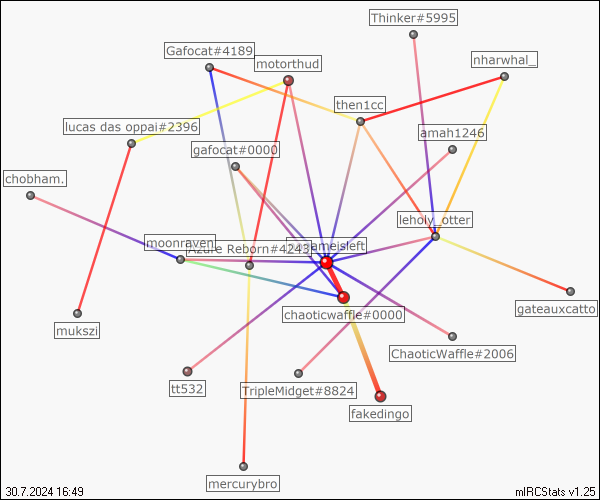 Thinker#5995
Gafocat#4189
nharwhal_
motorthud
then1cc
lucas das oppai#2396
amah1246
gafocat#0000
chobham.
leholy_otter
moonraven
Azure Reborn#4243
ameisleft
gateauxcatto
chaoticwaffle#0000
mukszi
ChaoticWaffle#2006
tt532
TripleMidget#8824
fakedingo
mercurybro
30.7.2024 16:49
mIRCStats v1.25